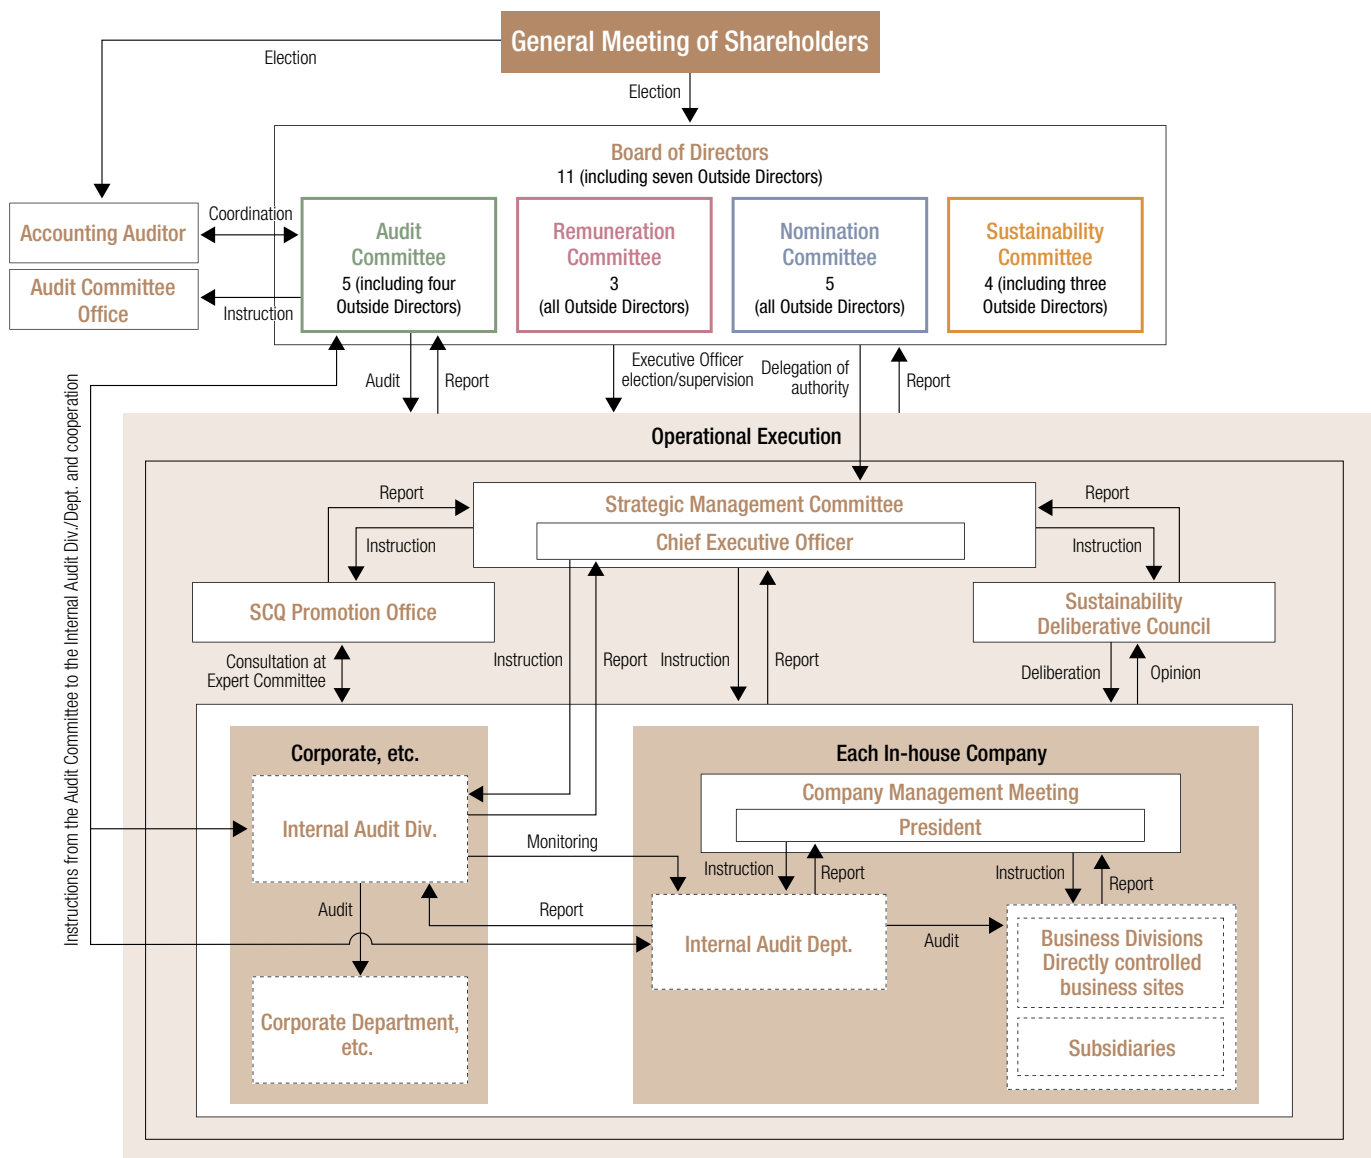 General Meeting of Shareholders
Election
Election
Board of Directors
11 (including seven Outside Directors)
Accounting Auditor
Coordination
Audit
Committee
5 (including four
Outside Directors)
Remuneration
Committee
3
(all Outside Directors)
Nomination
Committee
5
(all Outside Directors)
Sustainability
Committee
4 (including three
Outside Directors)
Audit Committee
Office
Instruction
Instructions from the Audit Committee to the Internal Audit Div./Dept. and cooperation
Audit
Report
Executive Officer
election/supervision
Delegation of
authority
Report
Operational Execution
Strategic Management Committee
Chief Executive Officer
Report
Instruction
Report
Instruction
SCQ Promotion Office
Sustainability
Deliberative Council
Consultation at
Expert Committee
Instruction
Report
Instruction
Report
Deliberation
Opinion
Corporate, etc.
Internal Audit Div.
Monitoring
Report
Audit
Corporate Department,
etc.
Each In-house Company
Company Management Meeting
President
Instruction
Report
Instruction
Report
Internal Audit Dept.
Audit
Business Divisions
Directly controlled
business sites
Subsidiaries